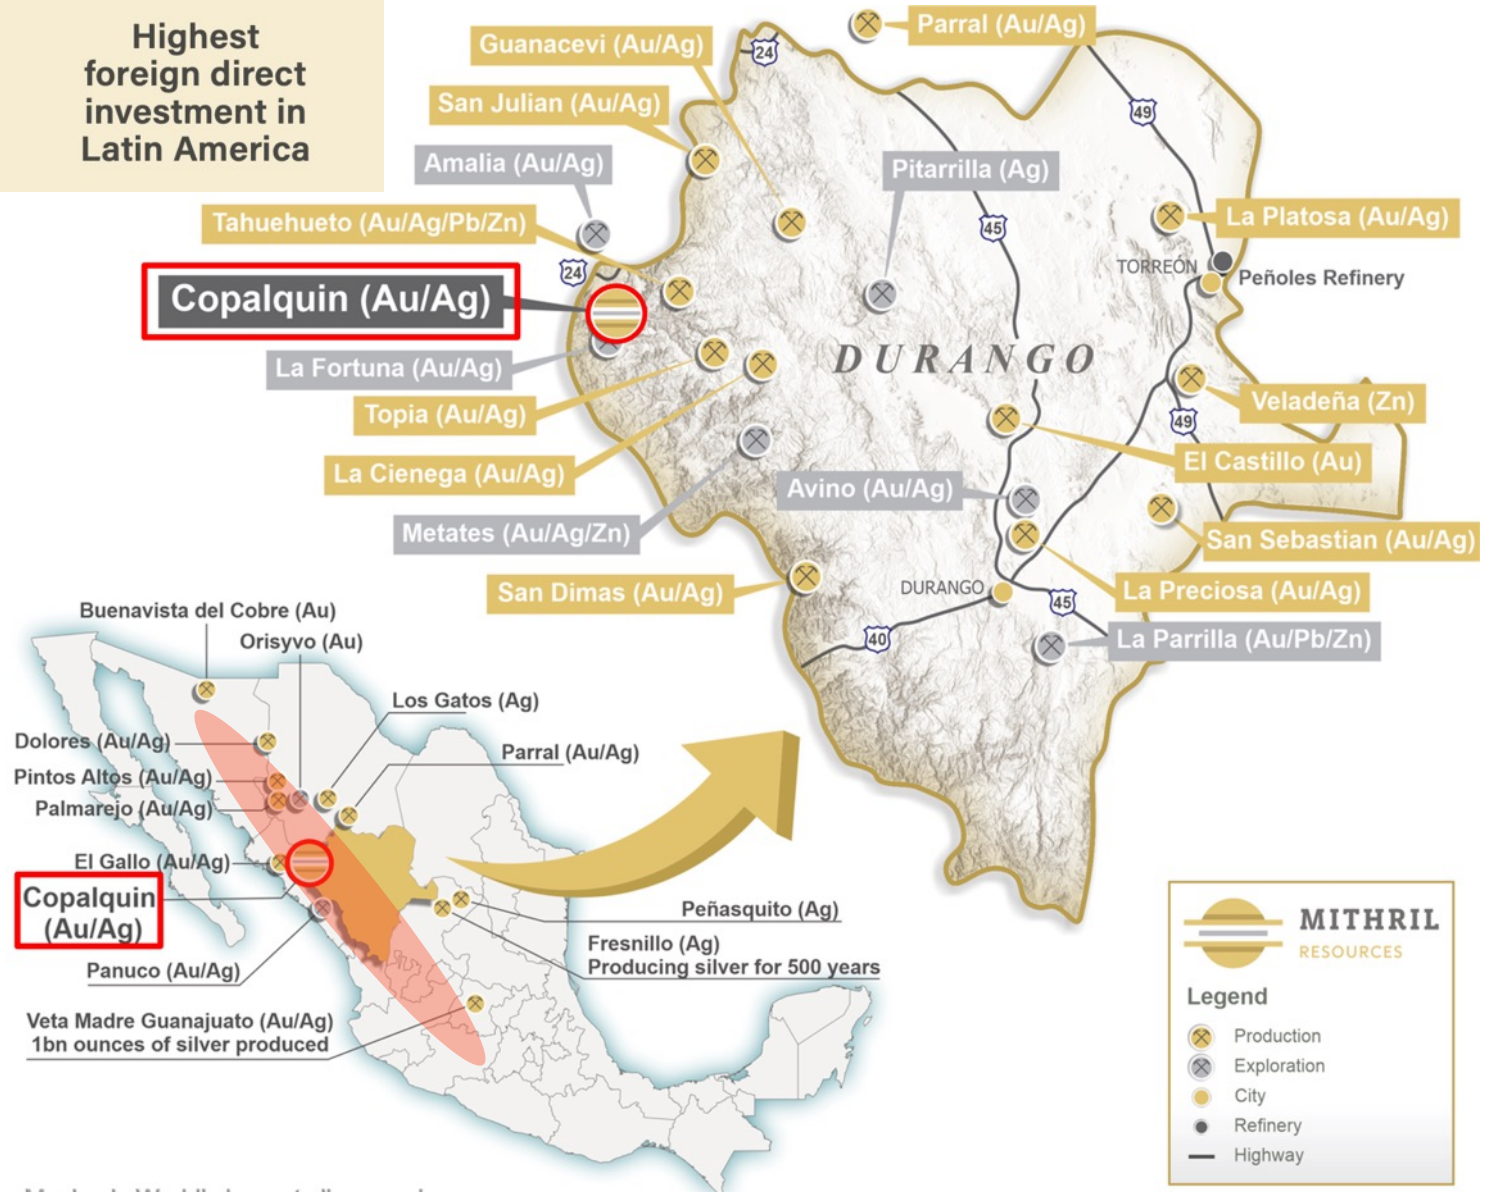 Highest
foreign direct
investment in
Latin America
Parral (Au/Ag)
Guanacevi (Au/Ag)
24
San Julian (Au/Ag)
49
Amalia (Au/Ag)
Pitarrilla (Ag)
Tahuehueto (Au/Ag/Pb/Zn)
45
La Platosa (Au/Ag)
24
TORREÓN
Peñoles Refinery
Copalquin (Au/Ag)
La Fortuna (Au/Ag)
DURANGO
Topia (Au/Ag)
Veladeña (Zn)
49
La Cienega (Au/Ag)
El Castillo (Au)
Avino (Au/Ag)
Metates (Au/Ag/Zn)
San Sebastian (Au/Ag)
San Dimas (Au/Ag)
DURANGO
La Preciosa (Au/Ag)
45
40
La Parrilla (Au/Pb/Zn)
Buenavista del Cobre (Au)
Orisyvo (Au)
Los Gatos (Ag)
Dolores (Au/Ag)
Parral (Au/Ag)
Pintos Altos (Au/Ag)
Palmarejo (Au/Ag)
El Gallo (Au/Ag)
Copalquin
(Au/Ag)
Peñasquito (Ag)
Fresnillo (Ag)
Producing silver for 500 years
Panuco (Au/Ag)
Veta Madre Guanajuato (Au/Ag)
1bn ounces of silver produced
MITHRIL
RESOURCES
Legend
Production
Exploration
City
Refinery
Highway